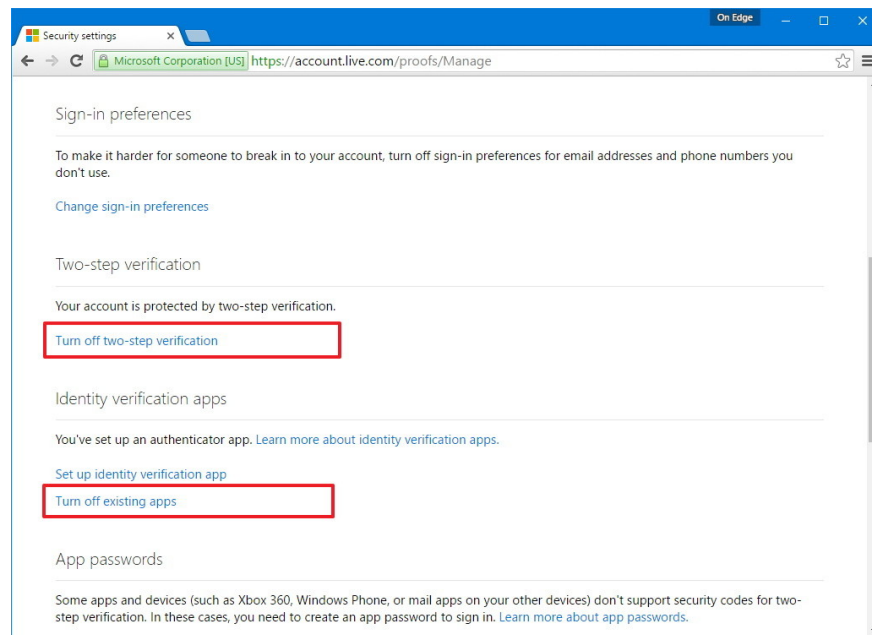 On Edge
Security settings
Microsoft Corporation [US] https://account.live.com/proofs/Manage
Sign-in preferences
To make it harder for someone to break in to your account, turn off sign-in preferences for email addresses and phone numbers you
don't use.
Change sign-in preferences
Two-step verification
Your account is protected by two-step verification.
Turn off two-step verification
Identity verification apps
You've set up an authenticator app. Learn more about identity verification apps.
Set up identity verification app
Turn off existing apps
App passwords
Some apps and devices (such as Xbox 360, Windows Phone, or mail apps on your other devices) don't support security codes for two-
step verification. In these cases, you need to create an app password to sign in. Learn more about app passwords.